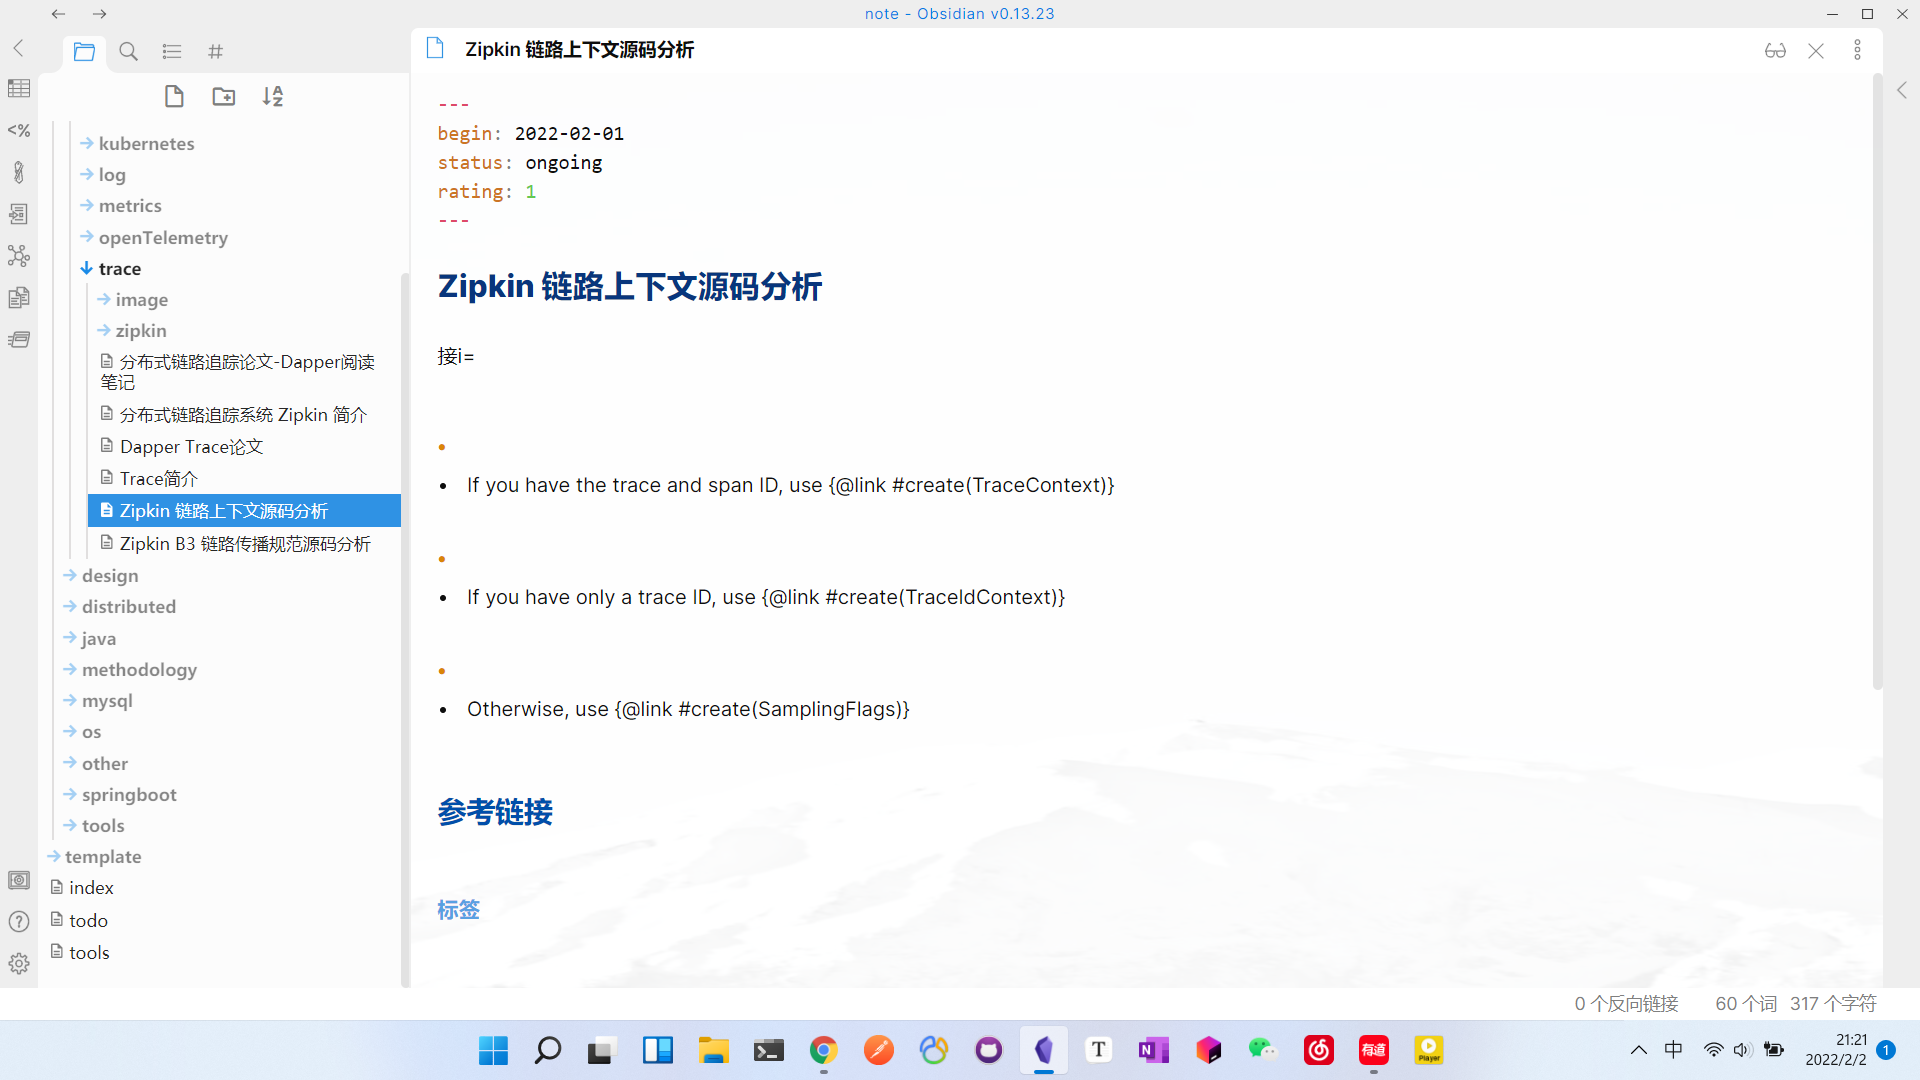 note - Obsidian v0.13.23
Zipkin 链路上下文源码分析
kubernetes
log
metrics
openTelemetry
trace
image
zipkin
分布式链路追踪论文-Dapper阅读
笔记
分布式链路追踪系统 Zipkin 简介
Dapper Trace论文
Trace简介
Zipkin 链路上下文源码分析
Zipkin B3 链路传播规范源码分析
design
distributed
java
methodology
mysql
os
other
springboot
tools
template
index
todo
tools
---
begin: 2022-02-01
status: ongoing
rating: 1
---
Zipkin 链路上下文源码分析
接i=
If you have the trace and span ID, use {@link #create(TraceContext)}
If you have only a trace ID, use {@link #create(TraceIdContext)}
Otherwise, use {@link #create(SamplingFlags)}
参考链接
标签
0 个反向链接 60 个词 317 个字符
T
N
有道
Player
中
21:21
2022/2/2
1